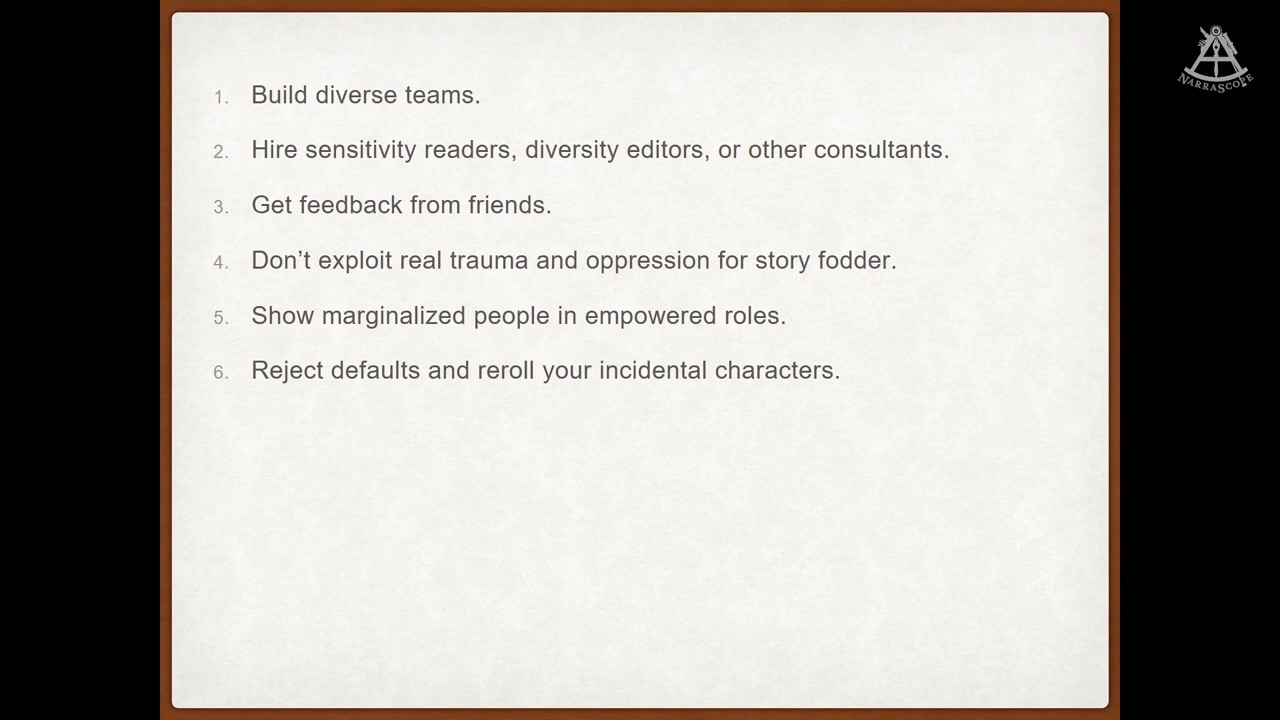 NARRASCOPE
1. Build diverse teams.
2. Hire sensitivity readers, diversity editors, or other consultants.
3. Get feedback from friends.
4. Don’t exploit real trauma and oppression for story fodder.
5. Show marginalized people in empowered roles.
6. Reject defaults and reroll your incidental characters.